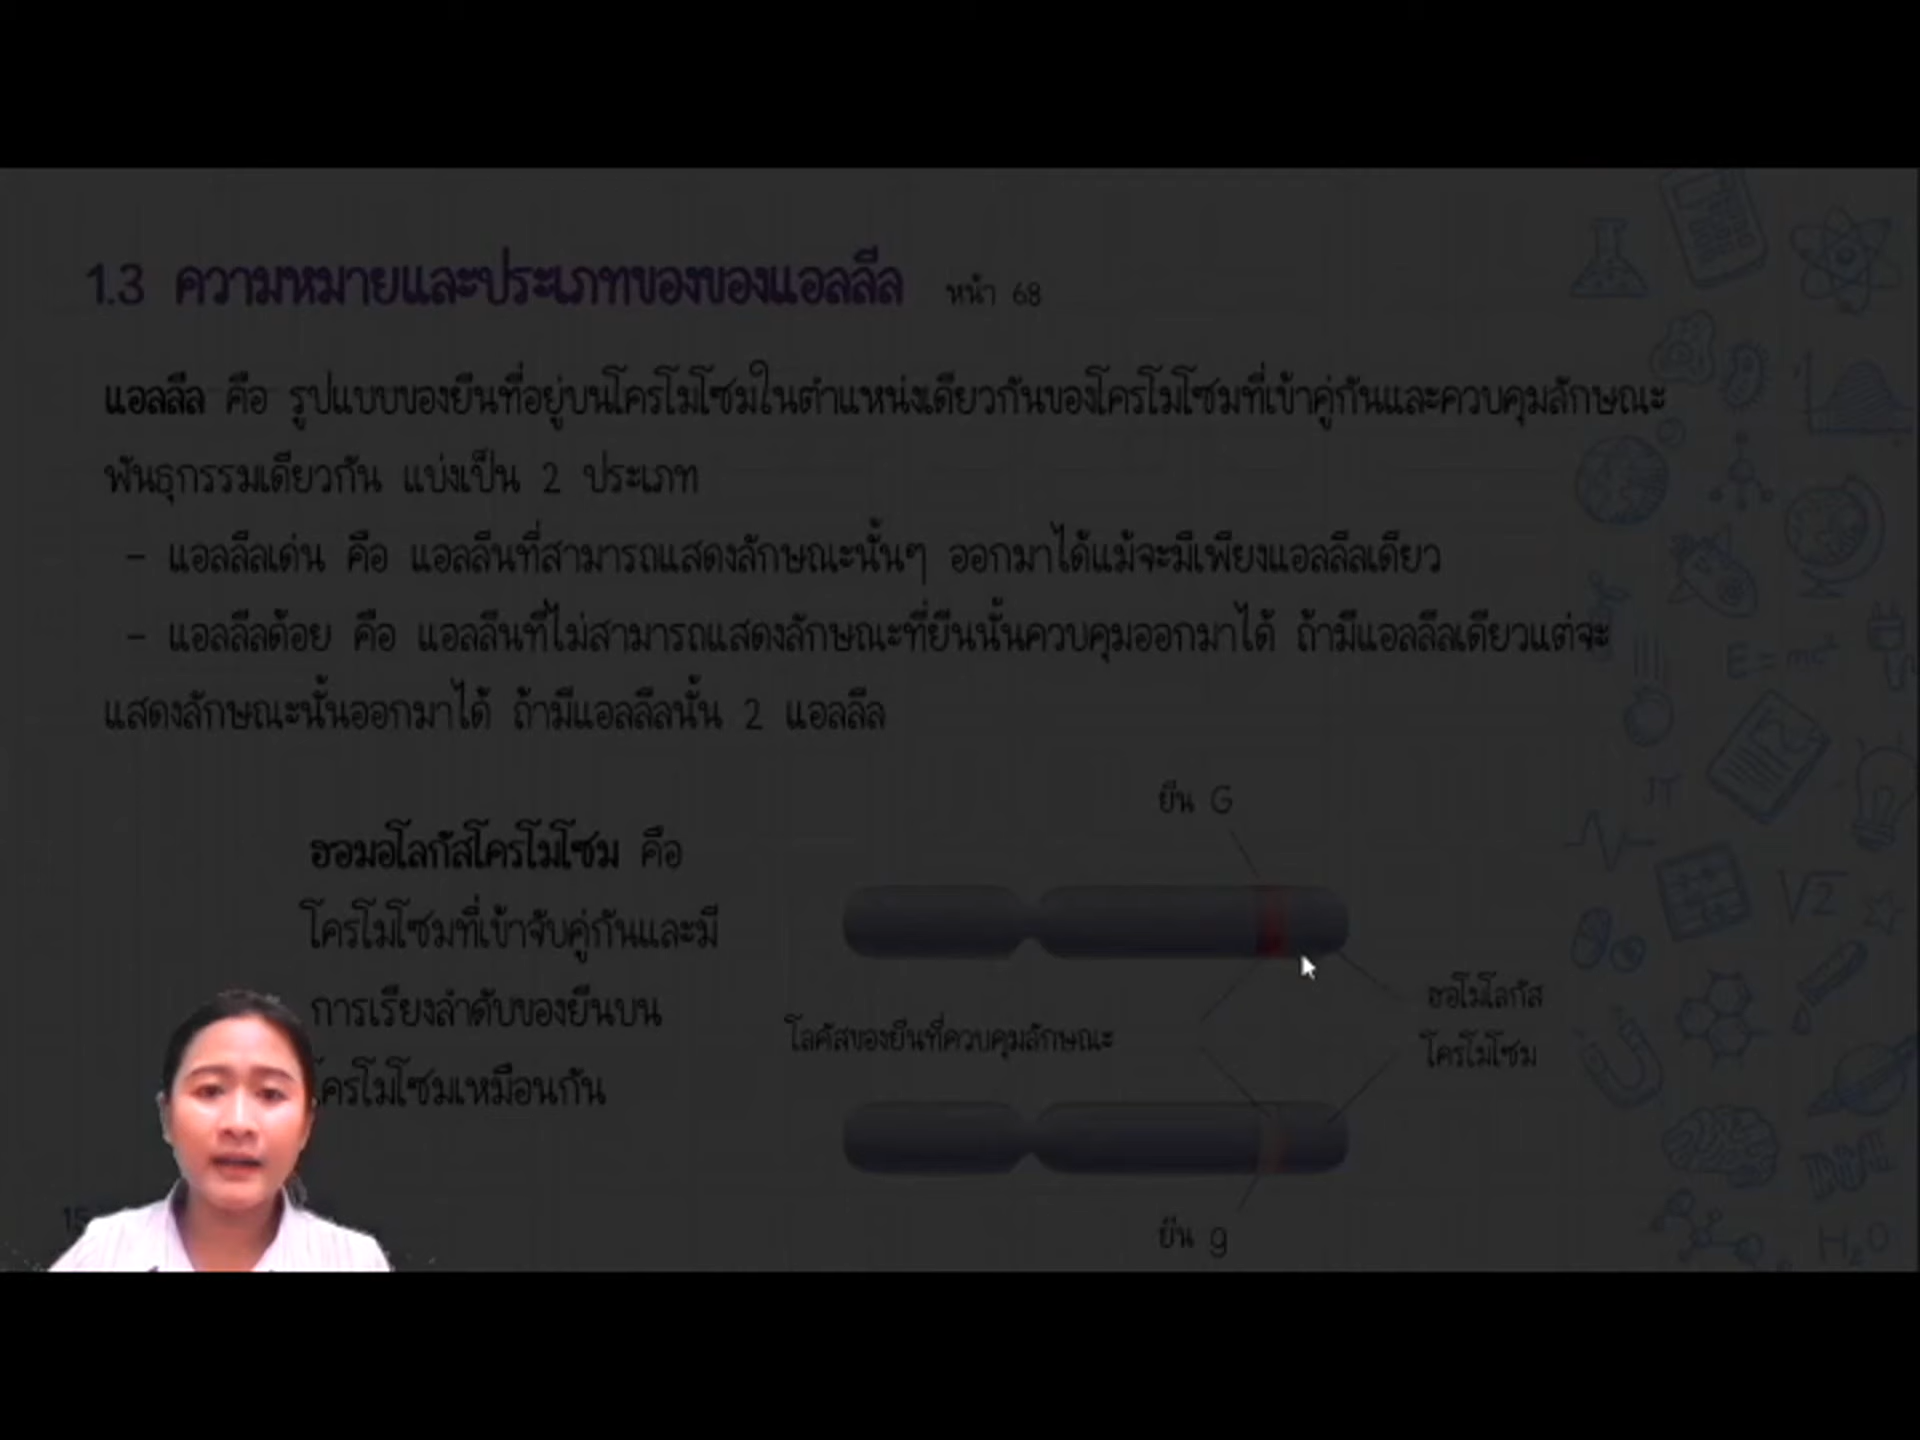 1.3 ความหมายและประเภทของของแอลลีล หน้า 68
แอลลีล คือ รูปแบบของยีนที่อยู่บนโครโมโซมในตำแหน่งเดียวกันของโครโมโซมที่เข้าคู่กันและควบคุมลักษณะ
พันธุกรรมเดียวกัน แบ่งเป็น 2 ประเภท
- แอลลีลเด่น คือ แอลลีนที่สามารถแสดงลักษณะนั้นๆ ออกมาได้แม้จะมีเพียงแอลลีลเดียว
- แอลลีลด้อย คือ แอลลีนที่ไม่สามารถแสดงลักษณะที่ยีนนั้นควบคุมออกมาได้ ถ้ามีแอลลีลเดียวแต่จะ
แสดงลักษณะนั้นออกมาได้ ถ้ามีแอลลีลนั้น 2 แอลลีล
ฮอมอโลกัสโครโมโซม คือ
โครโมโซมที่เข้าจับคู่กันและมี
การเรียงลำดับของยีนบน
โครโมโซมเหมือนกัน
ยีน G
โลคัสของยีนที่ควบคุมลักษณะ
ฮอโมโลกัส
โครโมโซม
ยีน g
15
E=mc²
π
√2
H₂O